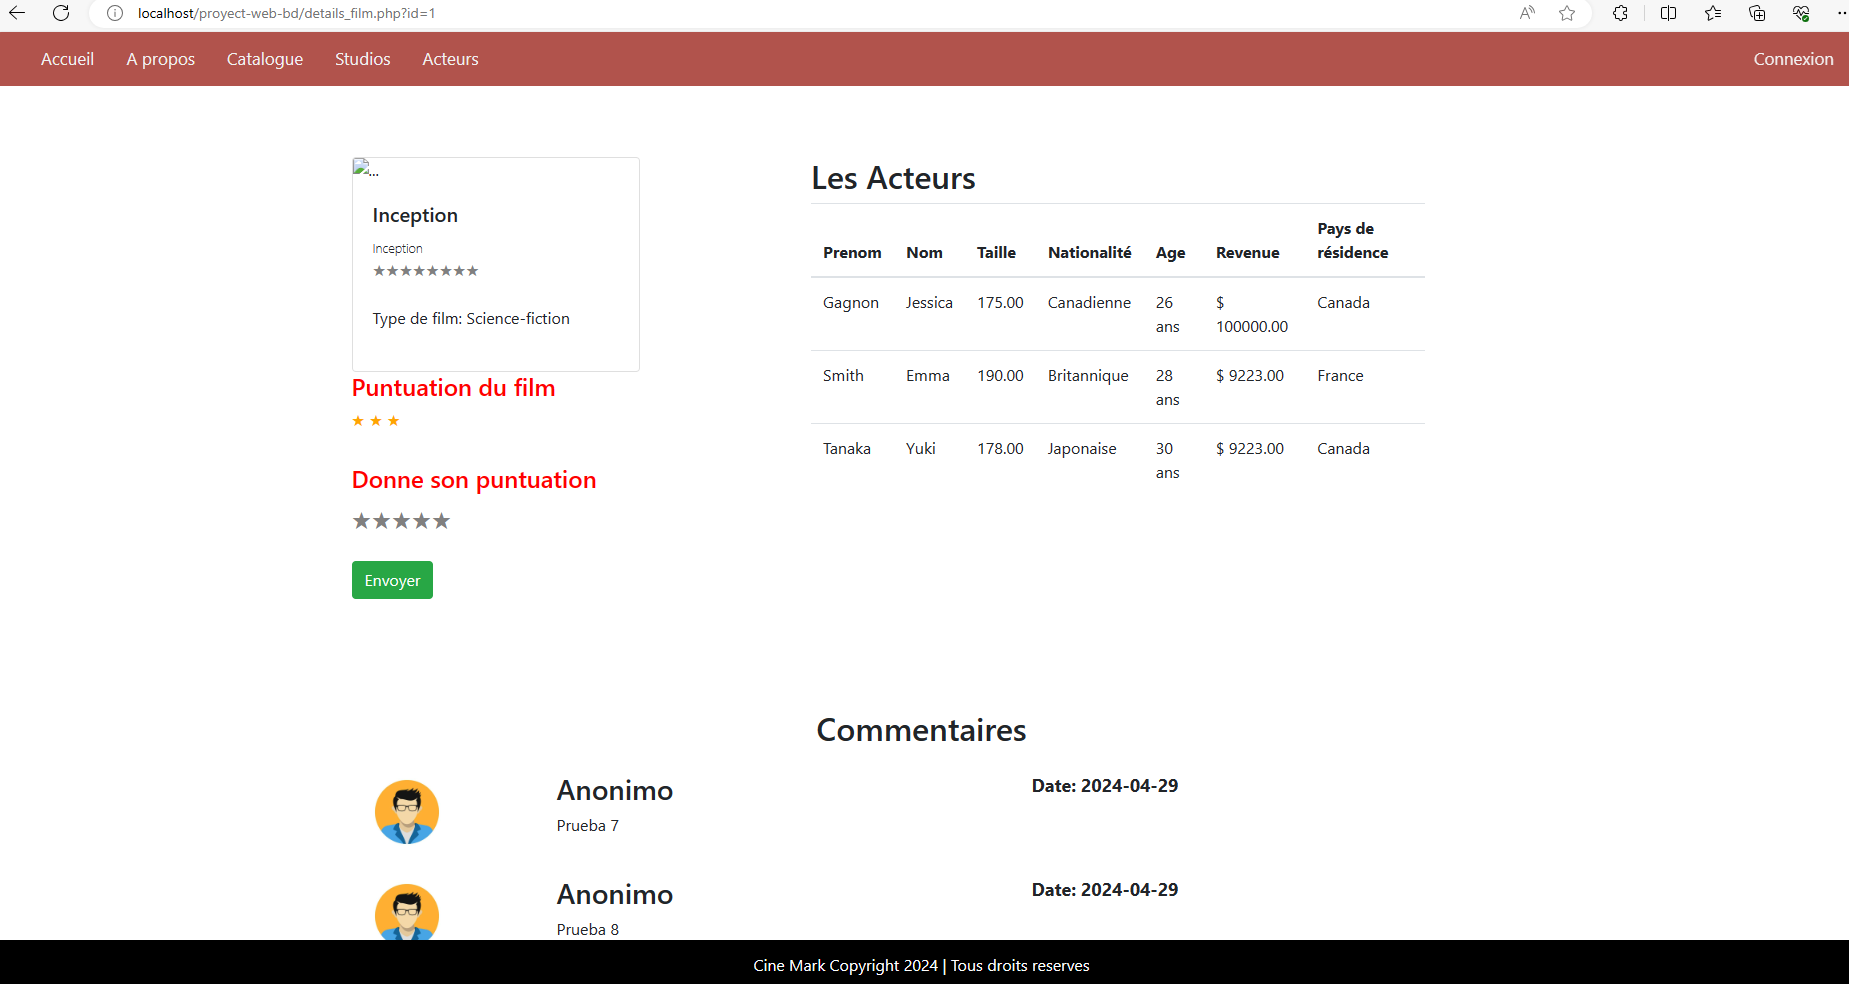 localhost/proyect-web-bd/details_film.php?id=1
Accueil A propos Catalogue Studios Acteurs Connexion
...
Inception
Inception
★★★★★★★★
Type de film: Science-fiction
Puntuation du film
★ ★ ★
Donne son puntuation
★★★★★
Envoyer
Les Acteurs
Prenom Nom Taille Nationalité Age Revenue Pays de résidence
Gagnon Jessica 175.00 Canadienne 26 ans $ 100000.00 Canada
Smith Emma 190.00 Britannique 28 ans $ 9223.00 France
Tanaka Yuki 178.00 Japonaise 30 ans $ 9223.00 Canada
Commentaires
Anonimo Date: 2024-04-29
Prueba 7
Anonimo Date: 2024-04-29
Prueba 8
Cine Mark Copyright 2024 | Tous droits reserves